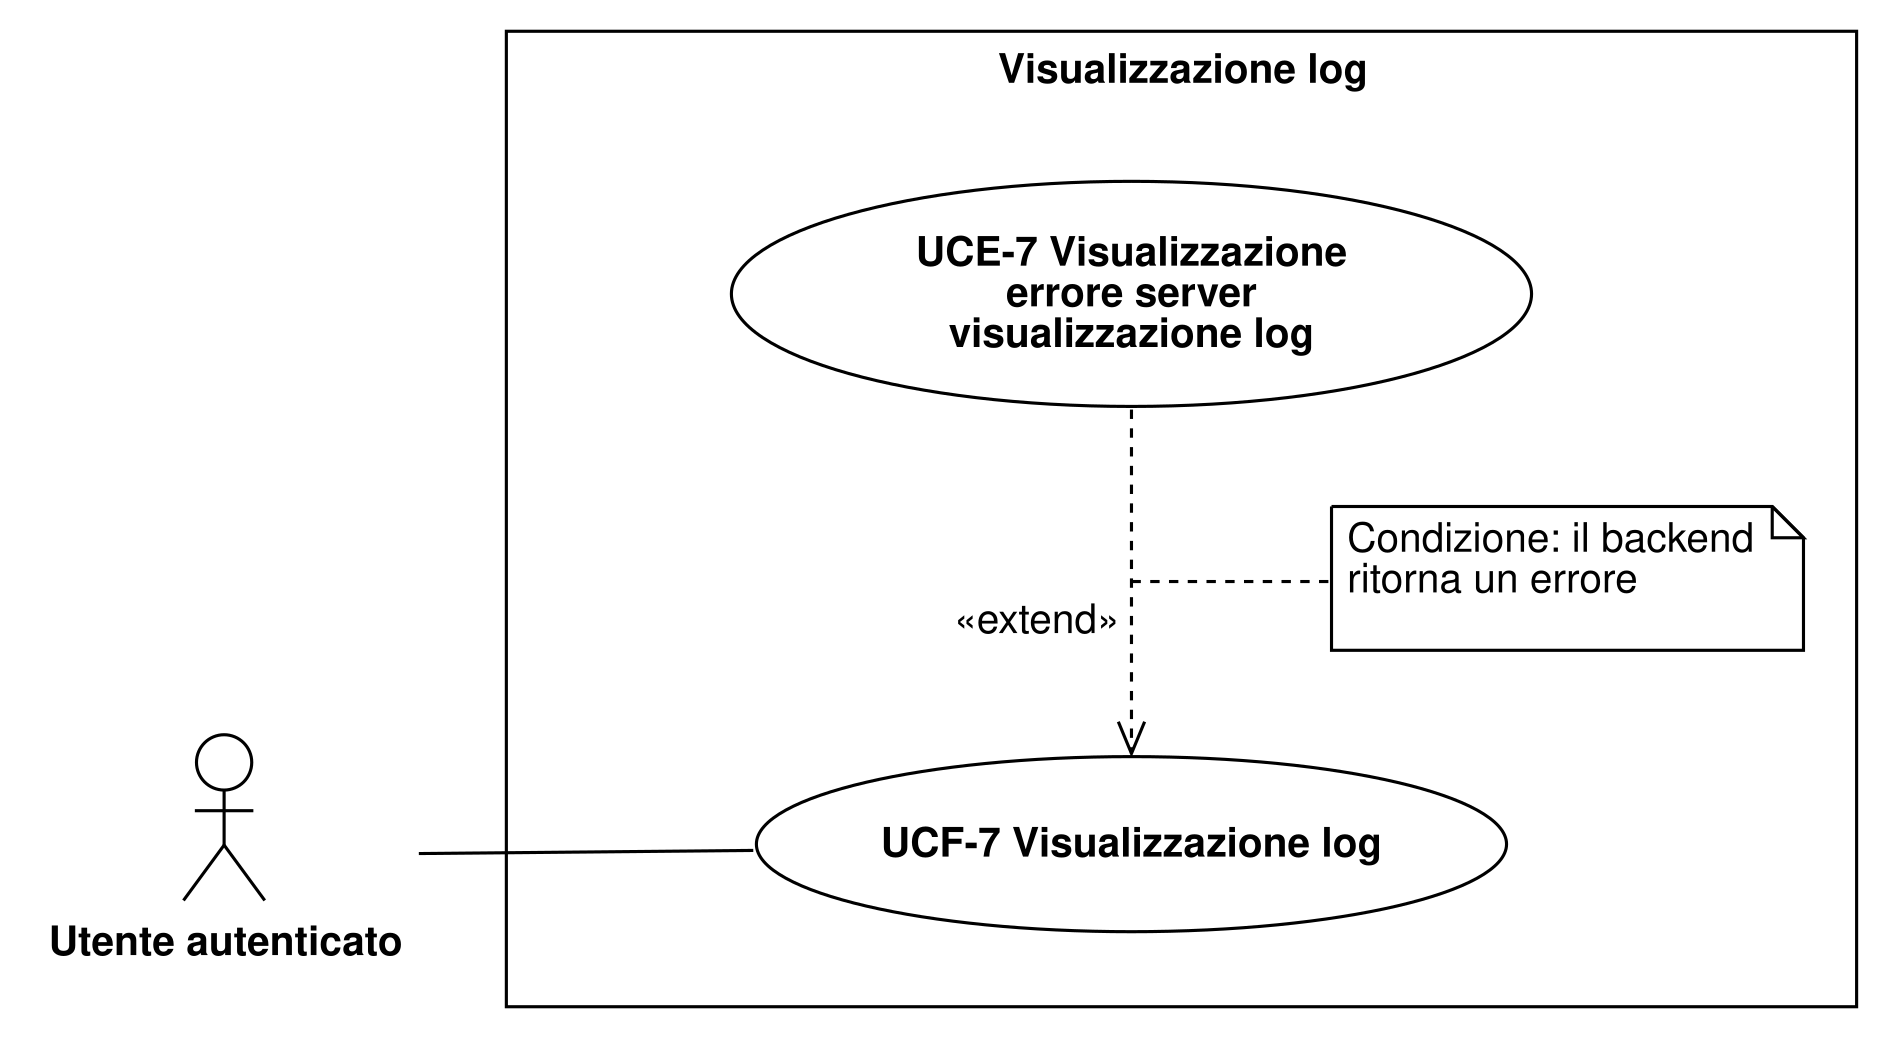 Visualizzazione log
UCE-7 Visualizzazione
errore server
visualizzazione log
Condizione: il backend
ritorna un errore
«extend»
UCF-7 Visualizzazione log
Utente autenticato